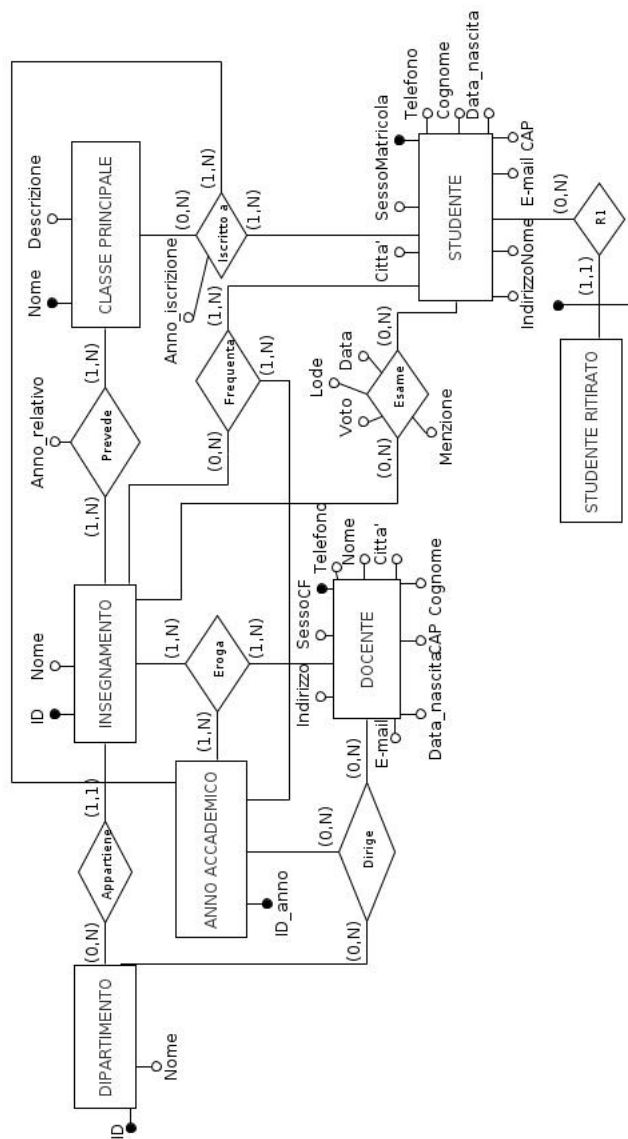 ID
Nome
DIPARTIMENTO
(0,N)
Appartiene
(1,1)
ID
Nome
INSEGNAMENTO
(1,N)
Anno_relativo
Prevede
(1,N)
Nome
Descrizione
CLASSE PRINCIPALE
(0,N)
Anno_iscrizione
Iscritto a
(1,N)
(1,N)
(0,N)
Frequenta
(1,N)
(1,N)
ANNO ACCADEMICO
ID_anno
(1,N)
(1,N)
Eroga
(1,N)
(0,N)
(0,N)
Dirige
(0,N)
Indirizzo
SessoCF
Telefono
Nome
Citta'
DOCENTE
E-mail
Data_nascita
CAP
Cognome
(0,N)
Voto
Lode
Data
Esame
Menzione
(0,N)
Citta'
SessoMatricola
Telefono
Cognome
Data_nascita
STUDENTE
IndirizzoNome
E-mail
CAP
(0,N)
R1
(1,1)
STUDENTE RITIRATO